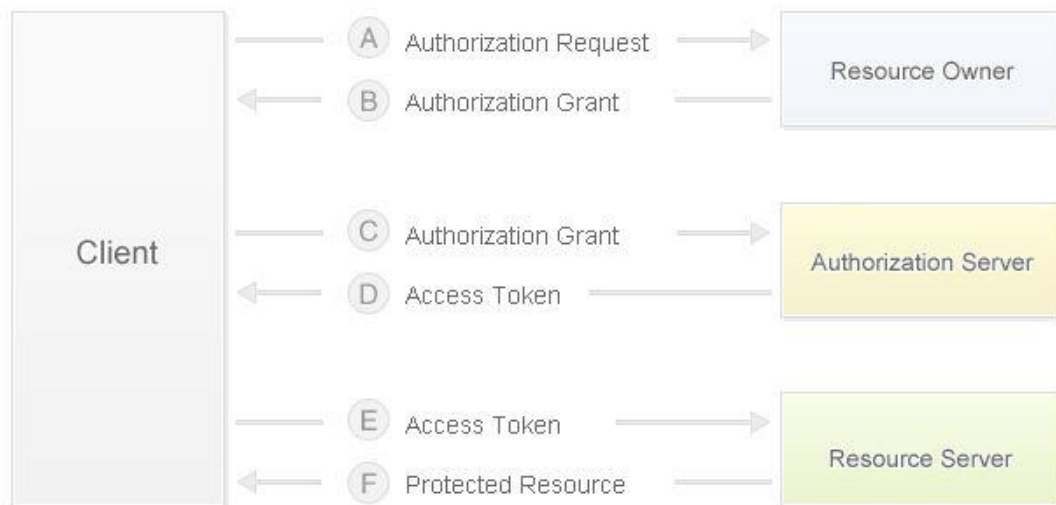 A Authorization Request
Resource Owner
B Authorization Grant
Client
C Authorization Grant
Authorization Server
D Access Token
E Access Token
Resource Server
F Protected Resource